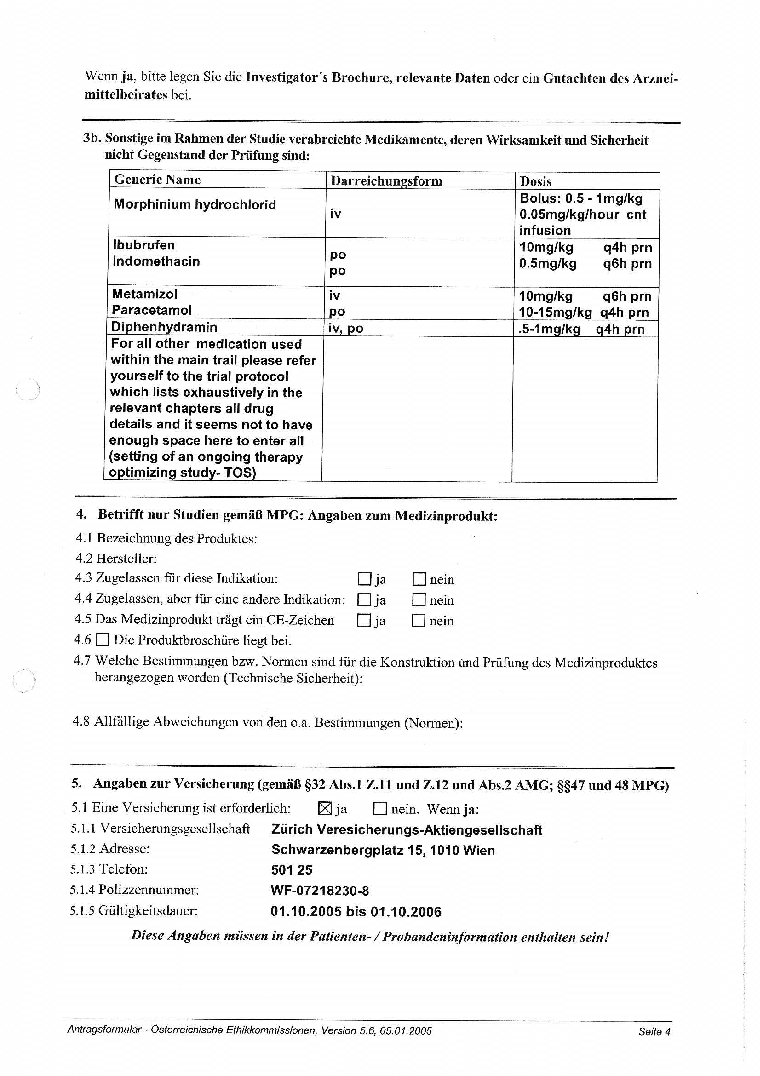 Wenn ja, bitte legen Sie die Investigator´s Brochure, relevante Daten oder ein Gutachten des Arznei-
mittelbeirates bei.
3b. Sonstige im Rahmen der Studie verabreichte Medikamente, deren Wirksamkeit und Sicherheit
nicht Gegenstand der Prüfung sind:
Generic Name Darreichungsform Dosis
Morphinium hydrochlorid iv Bolus: 0.5 - 1mg/kg
0.05mg/kg/hour cnt
infusion
Ibubrufen po 10mg/kg q4h prn
Indomethacin po 0.5mg/kg q6h prn
Metamizol iv 10mg/kg q6h prn
Paracetamol po 10-15mg/kg q4h prn
Diphenhydramin iv, po .5-1mg/kg q4h prn
For all other medication used
within the main trail please refer
yourself to the trial protocol
which lists exhaustively in the
relevant chapters all drug
details and it seems not to have
enough space here to enter all
(setting of an ongoing therapy
optimizing study- TOS)
4. Betrifft nur Studien gemäß MPG: Angaben zum Medizinprodukt:
4.1 Bezeichnung des Produktes:
4.2 Hersteller:
4.3 Zugelassen für diese Indikation: ☐ ja ☐ nein
4.4 Zugelassen, aber für eine andere Indikation: ☐ ja ☐ nein
4.5 Das Medizinprodukt trägt ein CE-Zeichen ☐ ja ☐ nein
4.6 ☐ Die Produktbroschüre liegt bei.
4.7 Welche Bestimmungen bzw. Normen sind für die Konstruktion und Prüfung des Medizinproduktes
herangezogen worden (Technische Sicherheit):
4.8 Allfällige Abweichungen von den o.a. Bestimmungen (Normen):
5. Angaben zur Versicherung (gemäß §32 Abs.1 Z.11 und Z.12 und Abs.2 AMG; §§47 und 48 MPG)
5.1 Eine Versicherung ist erforderlich: ☒ ja ☐ nein. Wenn ja:
5.1.1 Versicherungsgesellschaft Zürich Veresicherungs-Aktiengesellschaft
5.1.2 Adresse: Schwarzenbergplatz 15, 1010 Wien
5.1.3 Telefon: 501 25
5.1.4 Polizzennummer: WF-07218230-8
5.1.5 Gültigkeitsdauer: 01.10.2005 bis 01.10.2006
Diese Angaben müssen in der Patienten- / Probandeninformation enthalten sein!
Antragsformular - Österreichische Ethikkommissionen, Version 5.6, 05.01.2005 Seite 4